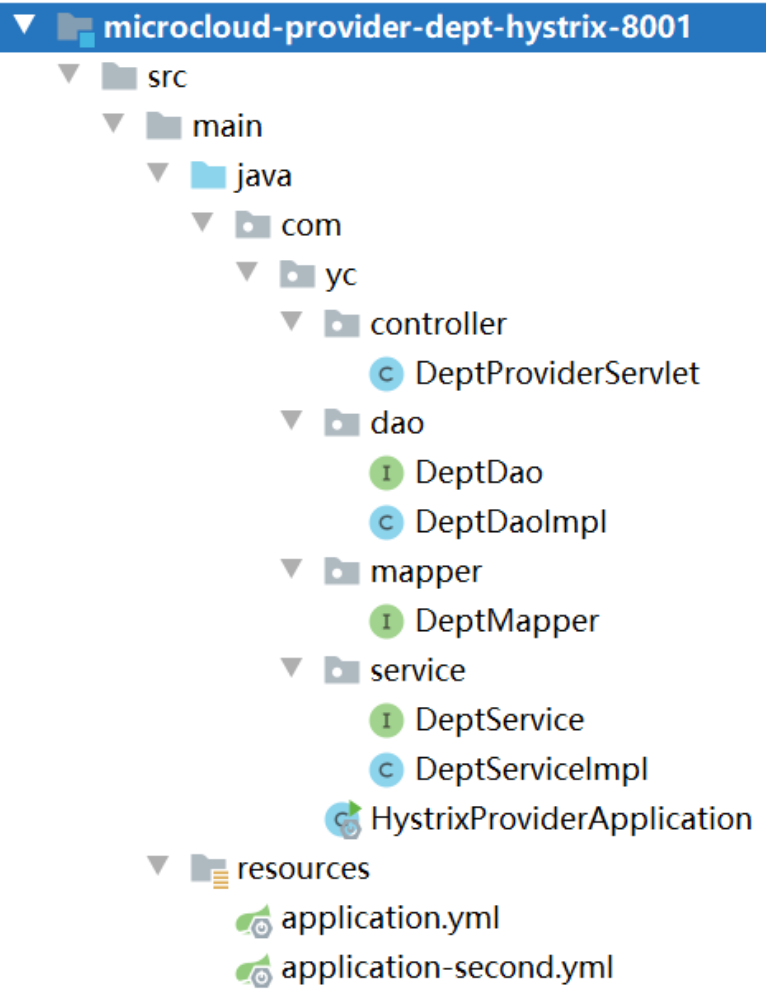 microcloud-provider-dept-hystrix-8001
src
main
java
com
yc
controller
C DeptProviderServlet
dao
I DeptDao
C DeptDaoImpl
mapper
I DeptMapper
service
I DeptService
C DeptServiceImpl
C HystrixProviderApplication
resources
application.yml
application-second.yml